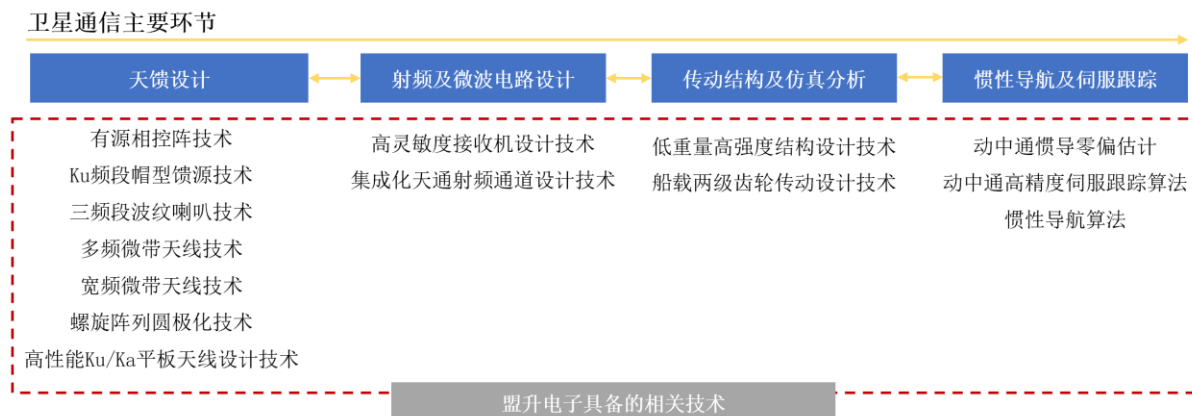 卫星通信主要环节
天馈设计
射频及微波电路设计
传动结构及仿真分析
惯性导航及伺服跟踪
有源相控阵技术
Ku频段帽型馈源技术
三频段波纹喇叭技术
多频微带天线技术
宽频微带天线技术
螺旋阵列圆极化技术
高性能Ku/Ka平板天线设计技术
高灵敏度接收机设计技术
集成化天通射频通道设计技术
低重量高强度结构设计技术
船载两级齿轮传动设计技术
动中通惯导零偏估计
动中通高精度伺服跟踪算法
惯性导航算法
盟升电子具备的相关技术